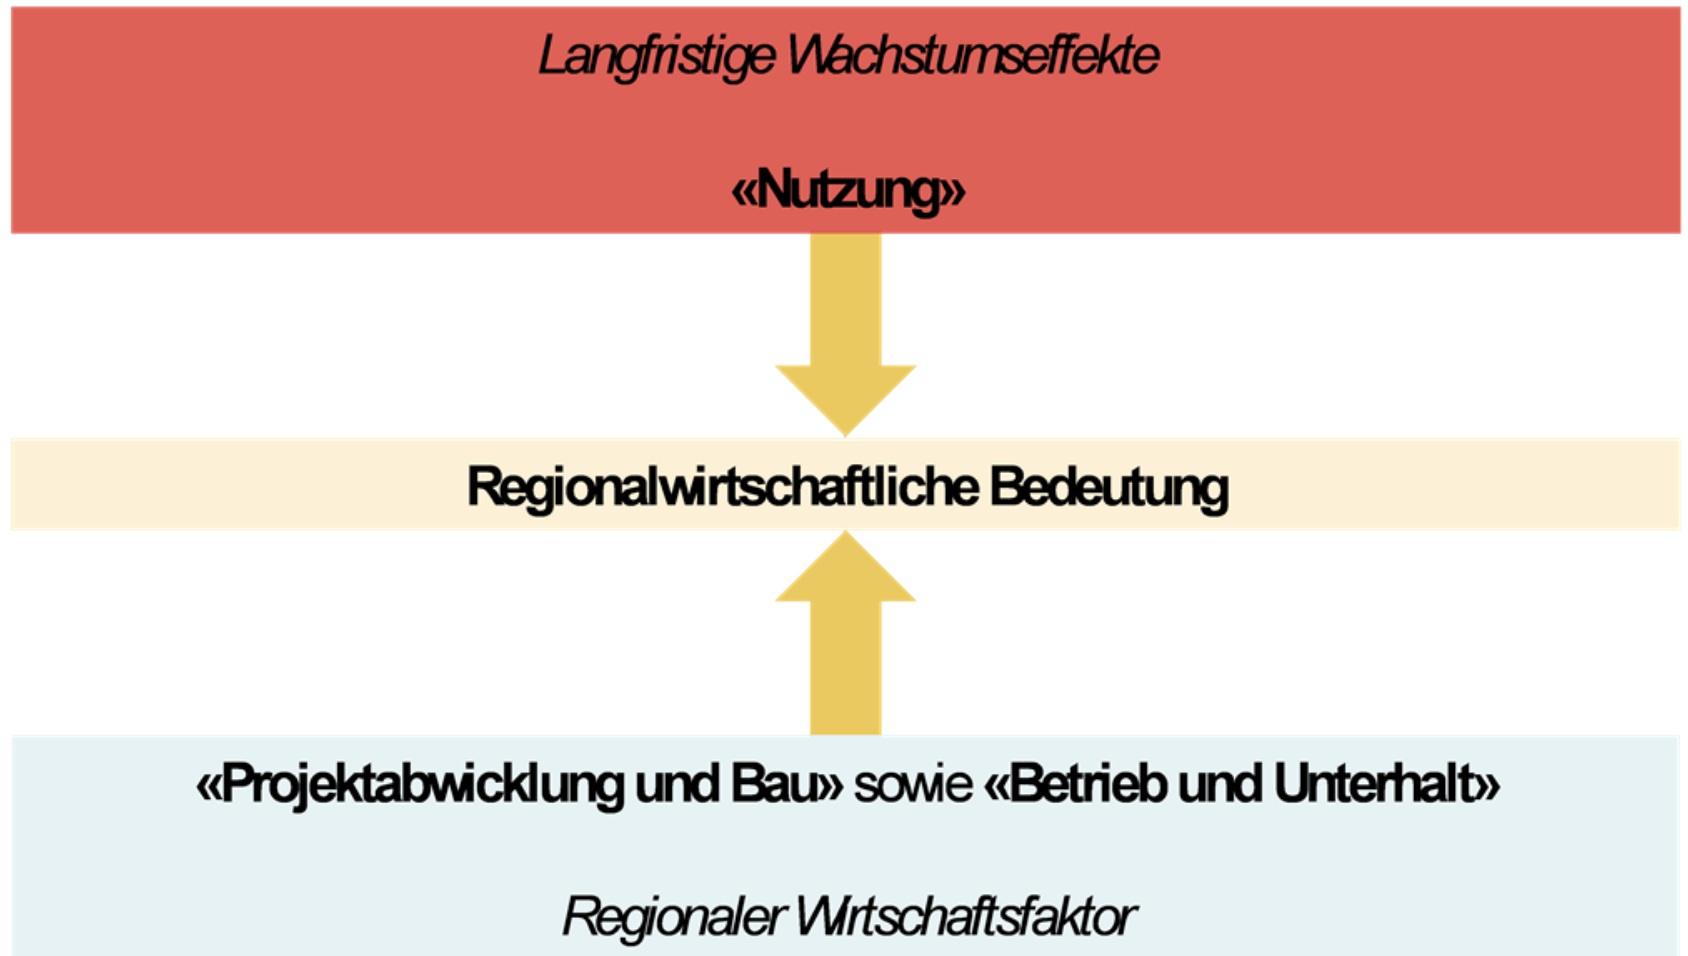 Langfristige Wachstumseffekte
«Nutzung»
Regionalwirtschaftliche Bedeutung
«Projektabwicklung und Bau» sowie «Betrieb und Unterhalt»
Regionaler Wirtschaftsfaktor